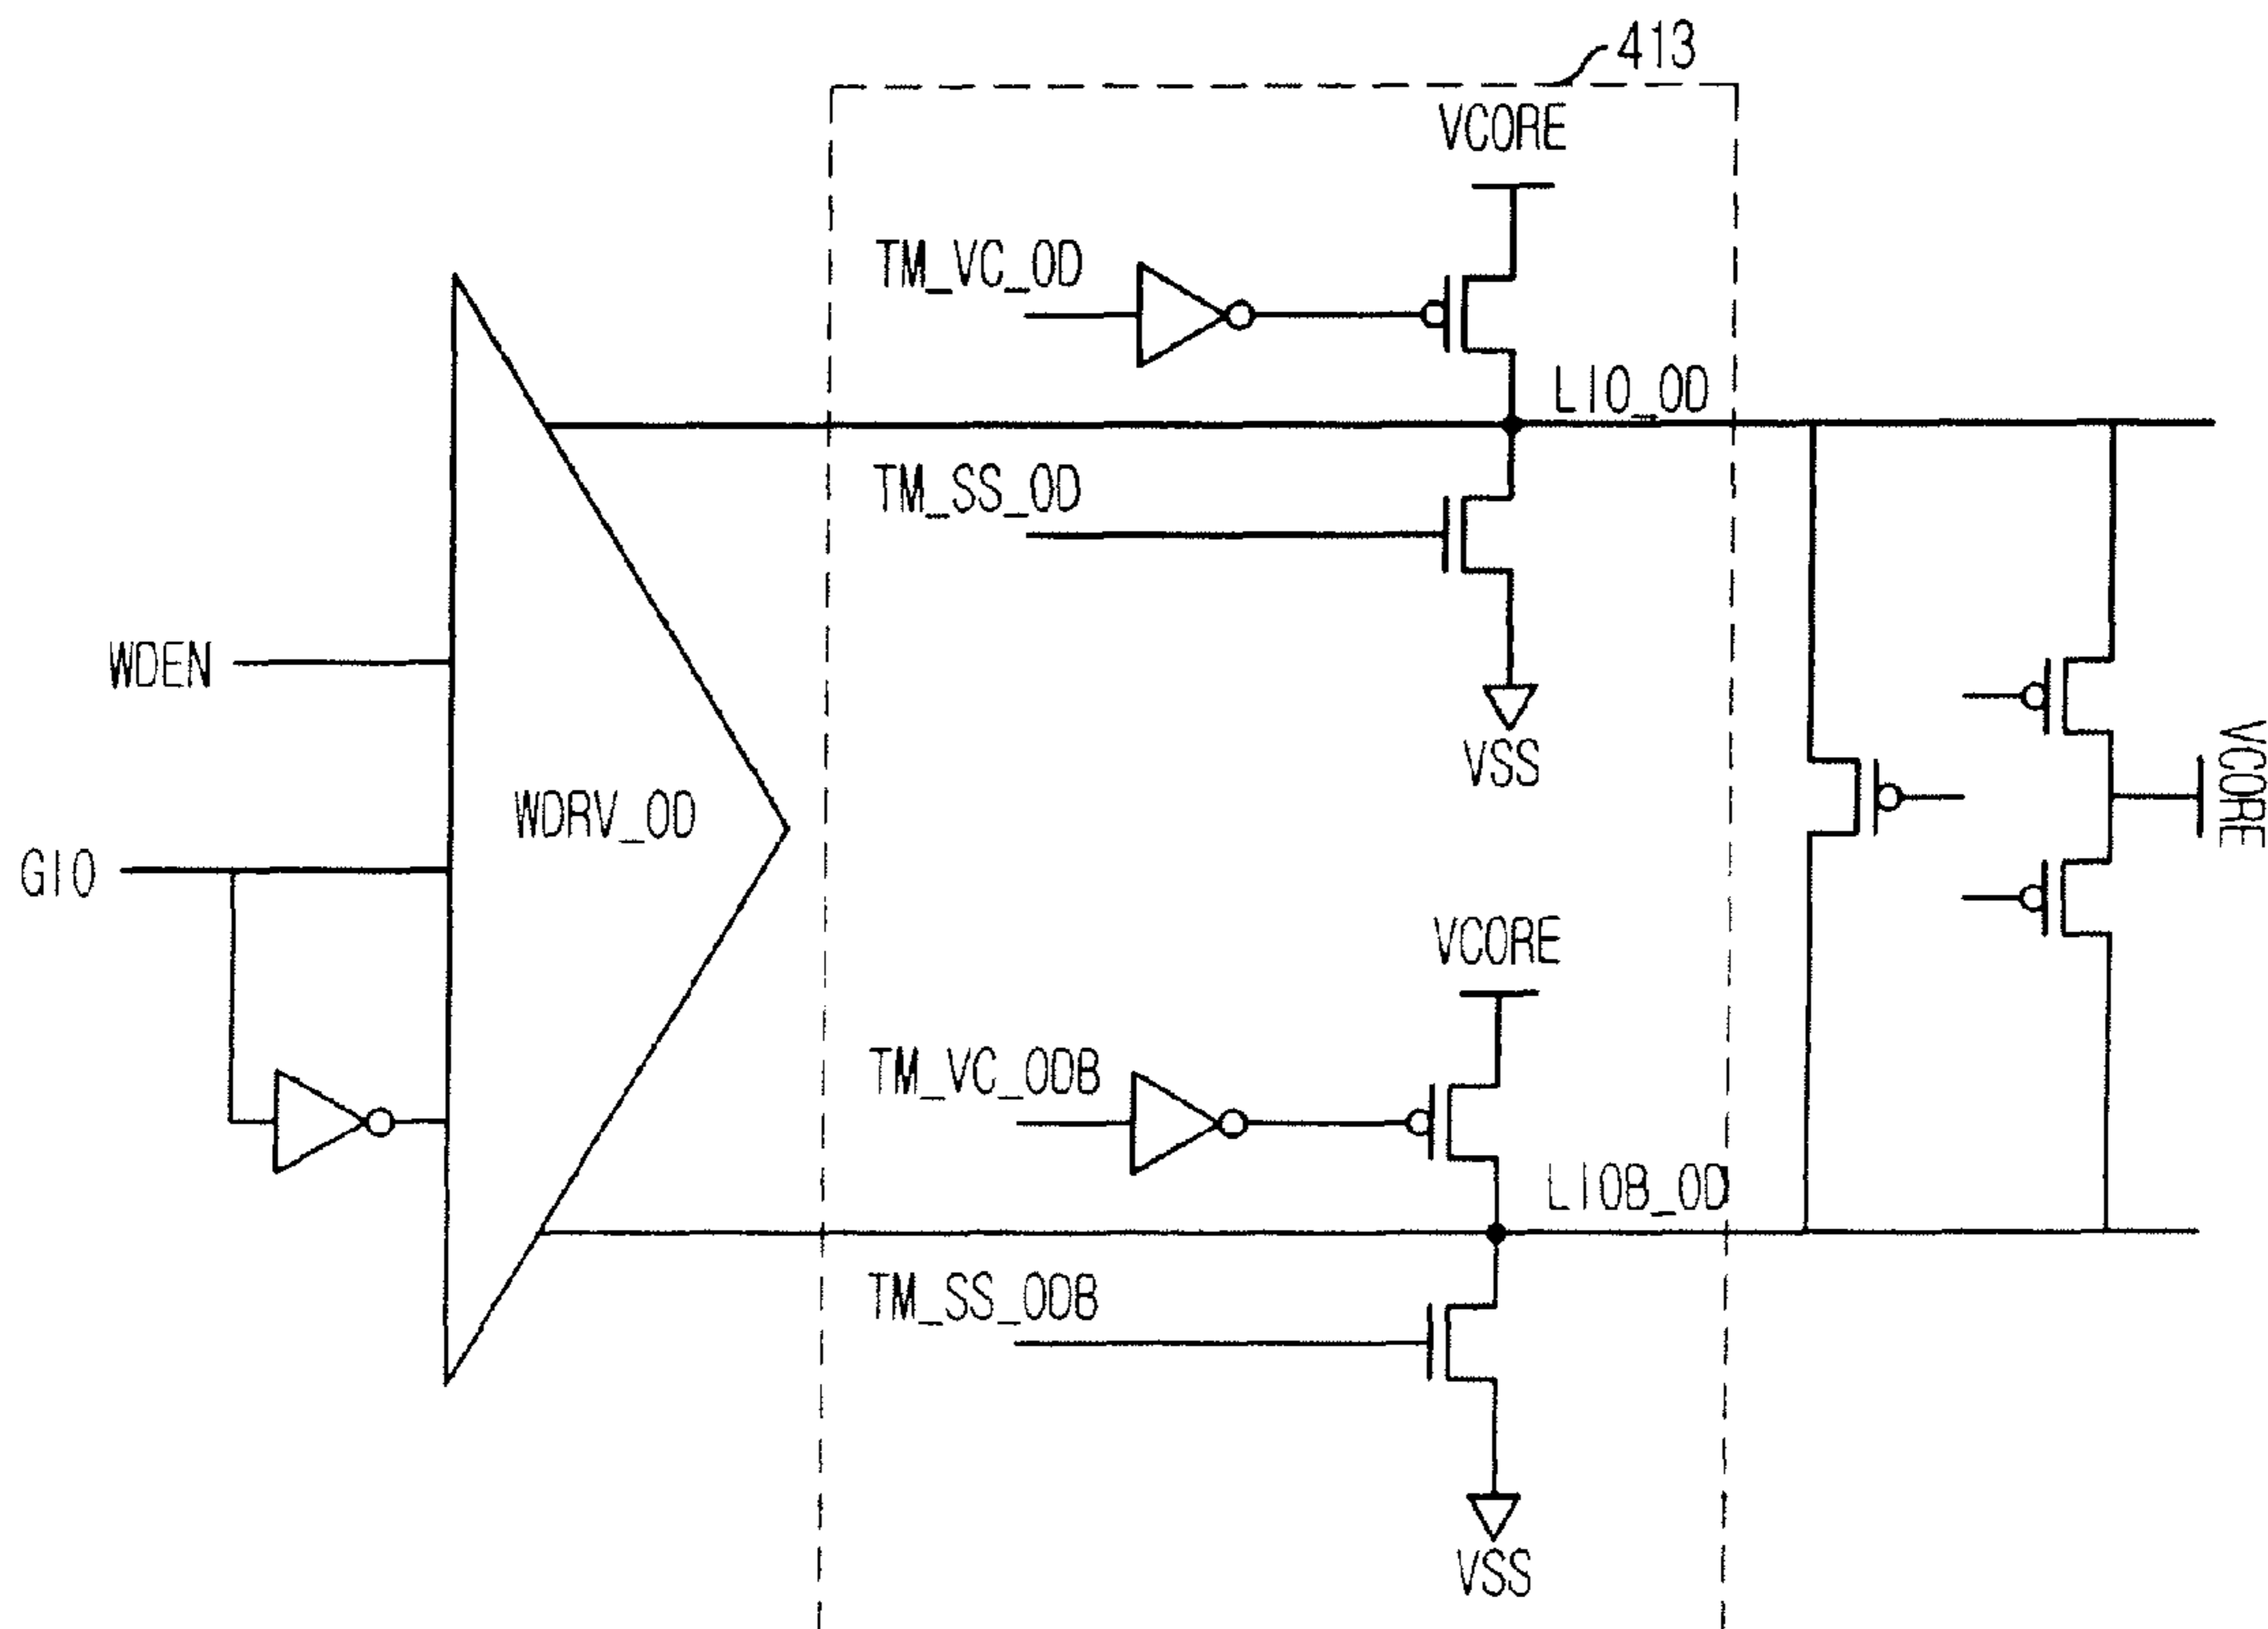 413
VCORE
TM_VC_OD
LIO_OD
TM_SS_OD
WDEN
VSS
VCORE
WDRV_OD
GIO
VCORE
TM_VC_ODB
LIOB_OD
TM_SS_ODB
VSS